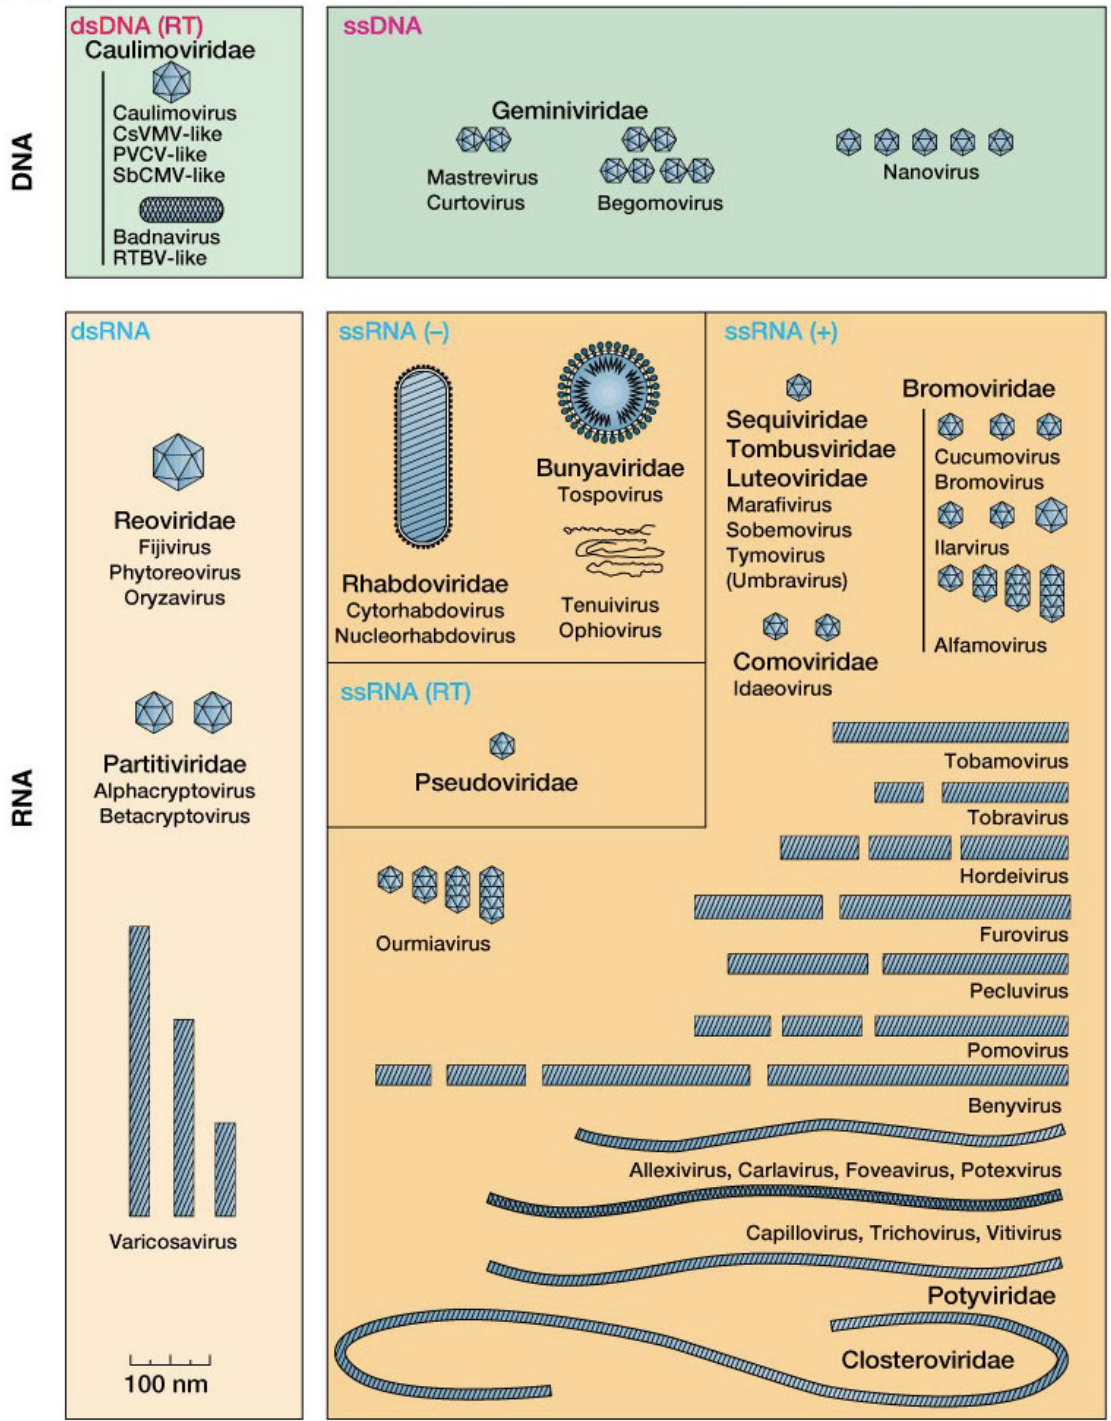 DNA
dsDNA (RT)
Caulimoviridae
Caulimovirus
CsVMV-like
PVCV-like
SbCMV-like
Badnavirus
RTBV-like
ssDNA
Geminiviridae
Mastrevirus
Curtovirus
Begomovirus
Nanovirus
RNA
dsRNA
Reoviridae
Fijivirus
Phytoreovirus
Oryzavirus
Partitiviridae
Alphacryptovirus
Betacryptovirus
Varicosavirus
100 nm
ssRNA (–)
Rhabdoviridae
Cytorhabdovirus
Nucleorhabdovirus
Bunyaviridae
Tospovirus
Tenuivirus
Ophiovirus
ssRNA (RT)
Pseudoviridae
ssRNA (+)
Sequiviridae
Tombusviridae
Luteoviridae
Marafivirus
Sobemovirus
Tymovirus
(Umbravirus)
Comoviridae
Idaeovirus
Bromoviridae
Cucumovirus
Bromovirus
Ilarvirus
Alfamovirus
Tobamovirus
Tobravirus
Hordeivirus
Ourmiavirus
Furovirus
Pecluvirus
Pomovirus
Benyvirus
Allexivirus, Carlavirus, Foveavirus, Potexvirus
Capillovirus, Trichovirus, Vitivirus
Potyviridae
Closteroviridae